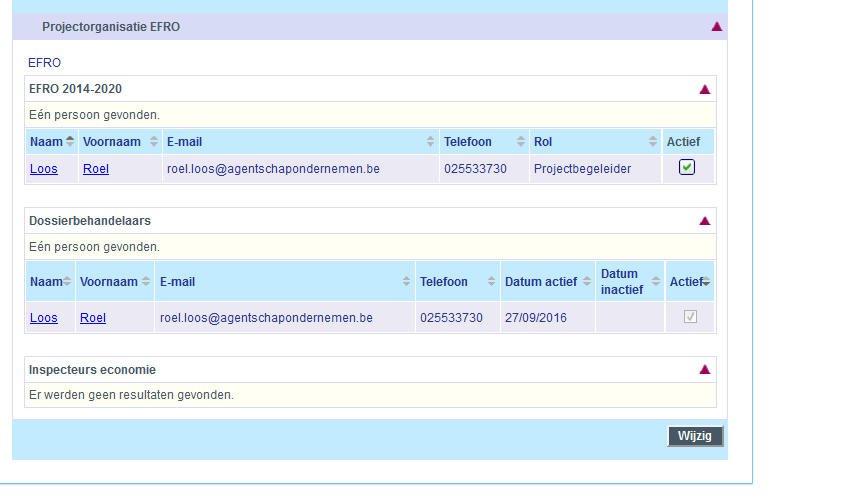 Projectorganisatie EFRO
EFRO
EFRO 2014-2020
Eén persoon gevonden.
Naam Voornaam E-mail Telefoon Rol Actief
Loos Roel roel.loos@agentschapondernemen.be 025533730 Projectbegeleider
Dossierbehandelaars
Eén persoon gevonden.
Naam Voornaam E-mail Telefoon Datum actief Datum inactief Actief
Loos Roel roel.loos@agentschapondernemen.be 025533730 27/09/2016
Inspecteurs economie
Er werden geen resultaten gevonden.
Wijzig